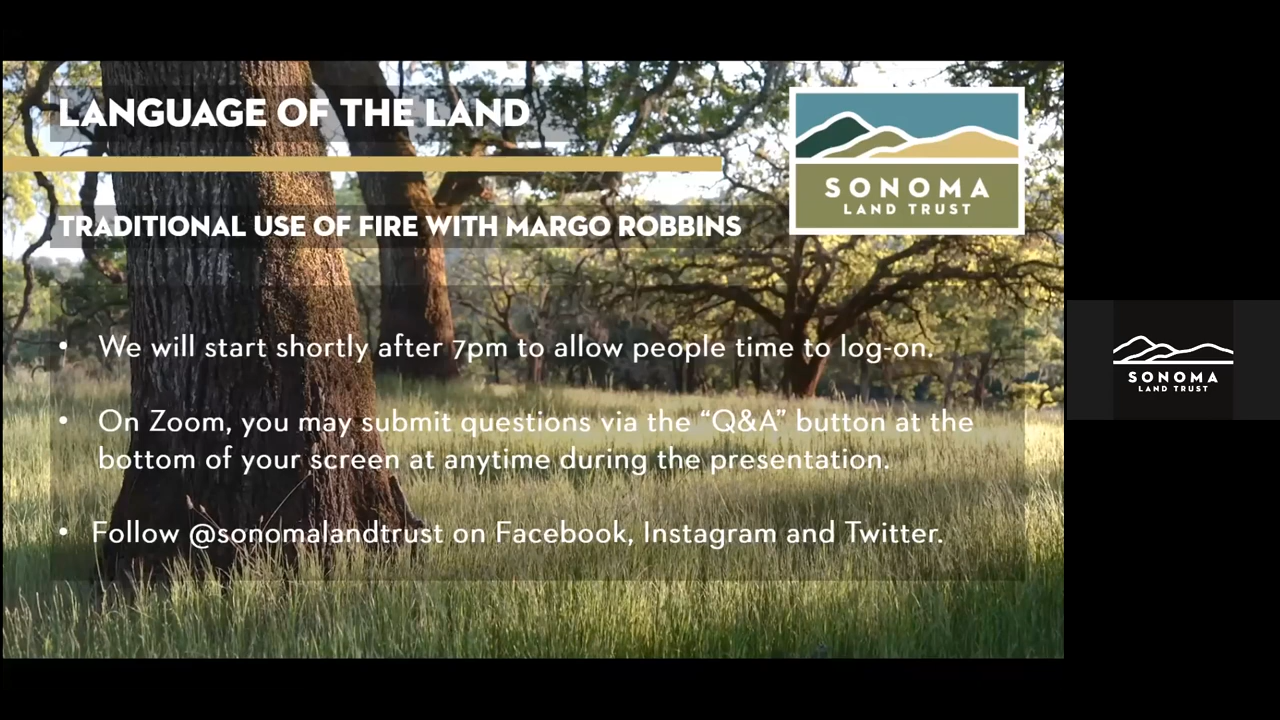 LANGUAGE OF THE LAND
SONOMA
LAND TRUST
TRADITIONAL USE OF FIRE WITH MARGO ROBBINS
• We will start shortly after 7pm to allow people time to log-on.
• On Zoom, you may submit questions via the “Q&A” button at the
bottom of your screen at anytime during the presentation.
• Follow @sonomalandtrust on Facebook, Instagram and Twitter.
SONOMA
LAND TRUST